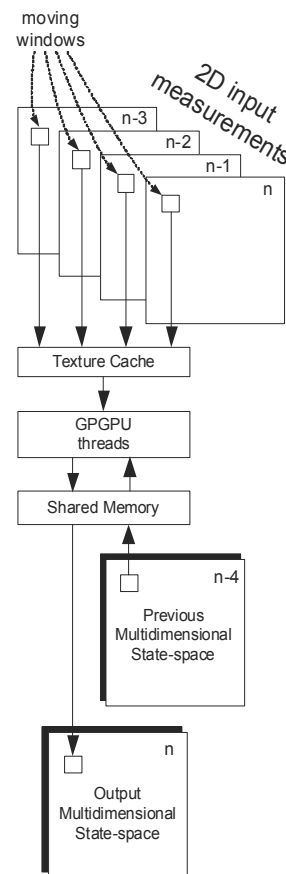 moving
windows
2D input
measurements
n-3
n-2
n-1
n
Texture Cache
GPGPU
threads
Shared Memory
n-4
Previous
Multidimensional
State-space
n
Output
Multidimensional
State-space